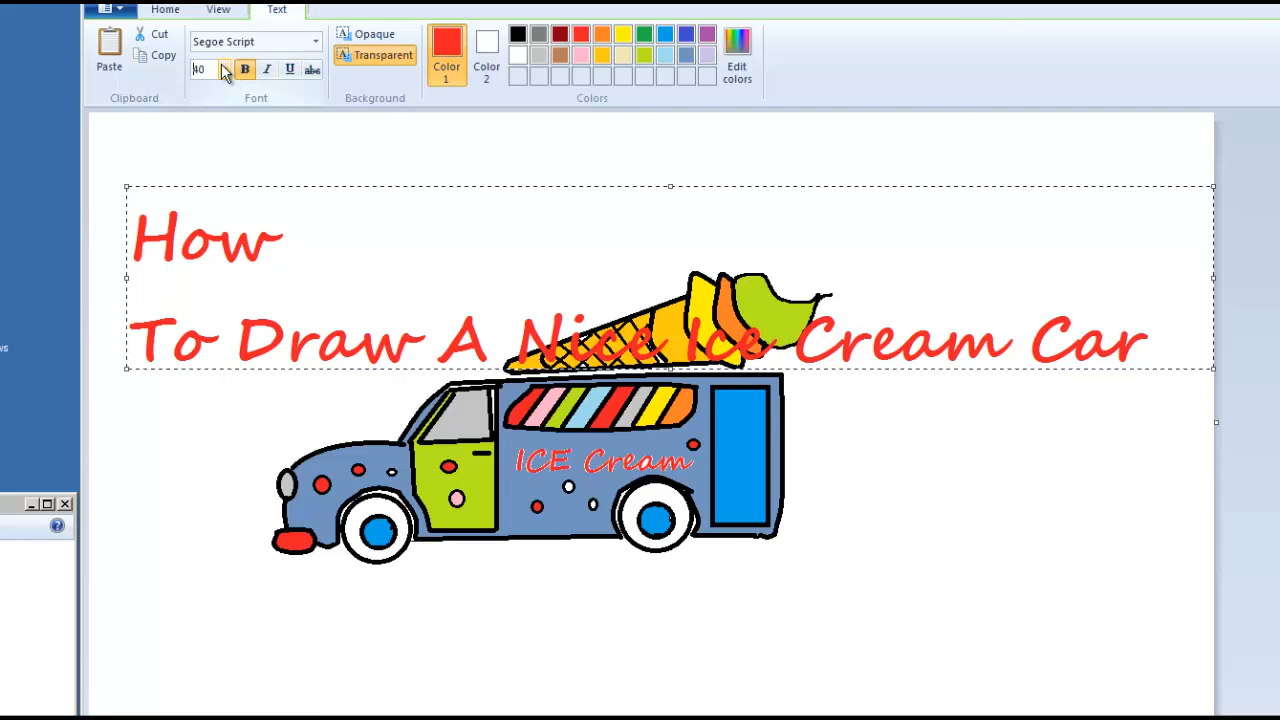 Home View Text
Cut
Copy
Paste
Clipboard
Segoe Script
40
B I U abc
Font
Opaque
Transparent
Background
Color
1
Color
2
Edit
colors
Colors
How
To Draw A Nice Ice Cream Car
ICE Cream